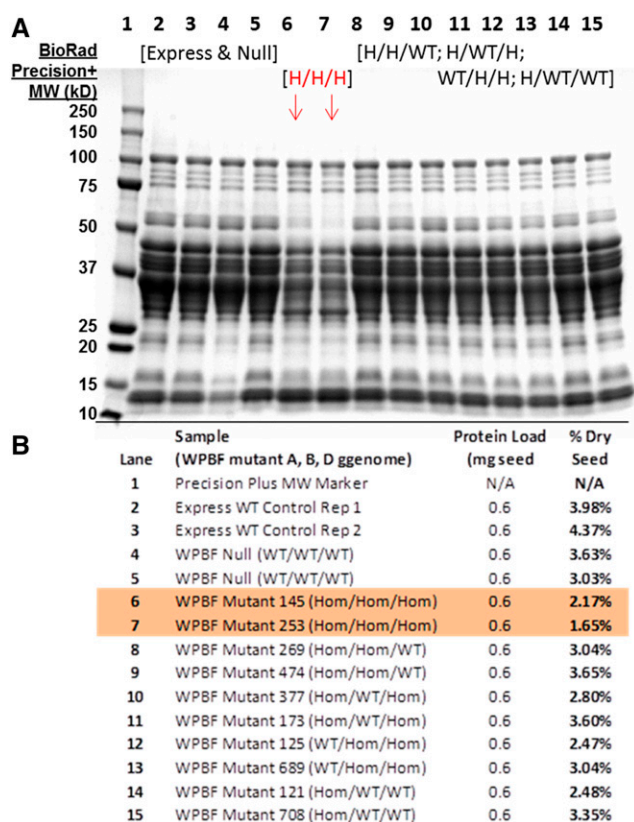 A
1 2 3 4 5 6 7 8 9 10 11 12 13 14 15
BioRad [Express & Null] [H/H/WT; H/WT/H;
Precision+ [H/H/H] WT/H/H; H/WT/WT]
MW (kD)
250
150
100
75
50
37
25
20
15
10
B
Sample Protein Load % Dry
Lane (WPBF mutant A, B, D ggenome) (mg seed Seed
1 Precision Plus MW Marker N/A N/A
2 Express WT Control Rep 1 0.6 3.98%
3 Express WT Control Rep 2 0.6 4.37%
4 WPBF Null (WT/WT/WT) 0.6 3.63%
5 WPBF Null (WT/WT/WT) 0.6 3.03%
6 WPBF Mutant 145 (Hom/Hom/Hom) 0.6 2.17%
7 WPBF Mutant 253 (Hom/Hom/Hom) 0.6 1.65%
8 WPBF Mutant 269 (Hom/Hom/WT) 0.6 3.04%
9 WPBF Mutant 474 (Hom/Hom/WT) 0.6 3.65%
10 WPBF Mutant 377 (Hom/WT/Hom) 0.6 2.80%
11 WPBF Mutant 173 (Hom/WT/Hom) 0.6 3.60%
12 WPBF Mutant 125 (WT/Hom/Hom) 0.6 2.47%
13 WPBF Mutant 689 (WT/Hom/Hom) 0.6 3.04%
14 WPBF Mutant 121 (Hom/WT/WT) 0.6 2.48%
15 WPBF Mutant 708 (Hom/WT/WT) 0.6 3.35%